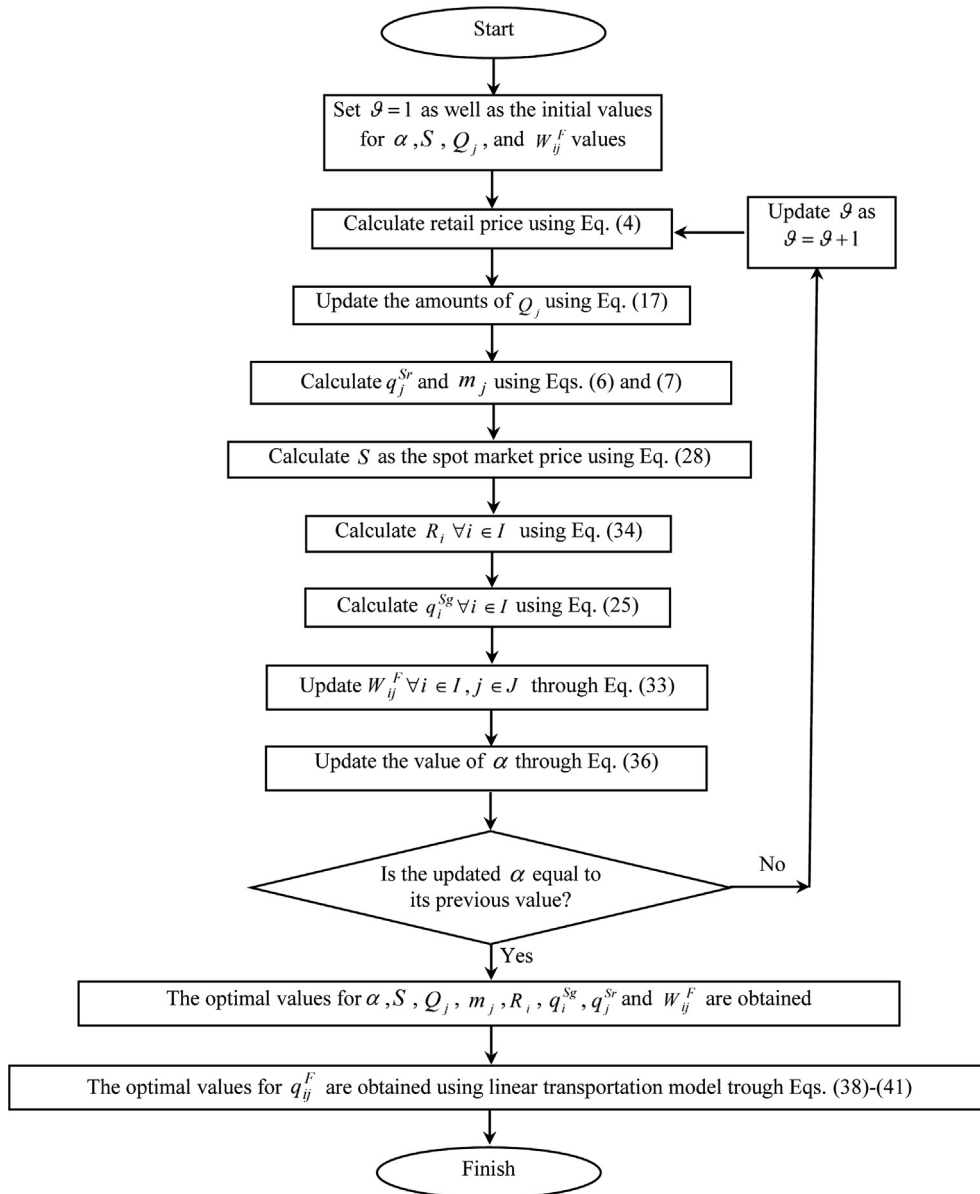 Start
Set 𝜗 = 1 as well as the initial values
for α , S , Q_j , and W_ij^F values
Calculate retail price using Eq. (4)
Update 𝜗 as
𝜗 = 𝜗 + 1
Update the amounts of Q_j using Eq. (17)
Calculate q_j^Sr and m_j using Eqs. (6) and (7)
Calculate S as the spot market price using Eq. (28)
Calculate R_i ∀i ∈ I using Eq. (34)
Calculate q_i^Sg ∀i ∈ I using Eq. (25)
Update W_ij^F ∀i ∈ I , j ∈ J through Eq. (33)
Update the value of α through Eq. (36)
Is the updated α equal to
its previous value?
No
Yes
The optimal values for α , S , Q_j , m_j , R_i , q_i^Sg , q_j^Sr and W_ij^F are obtained
The optimal values for q_ij^F are obtained using linear transportation model trough Eqs. (38)-(41)
Finish